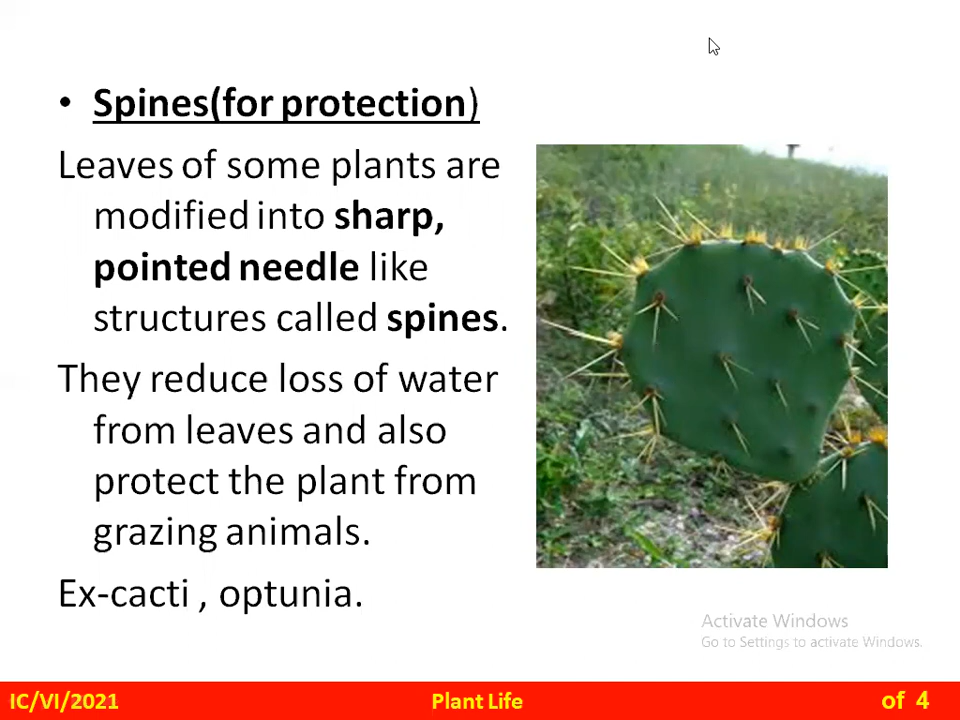 • Spines(for protection)
Leaves of some plants are
modified into sharp,
pointed needle like
structures called spines.
They reduce loss of water
from leaves and also
protect the plant from
grazing animals.
Ex-cacti , optunia.
Activate Windows
Go to Settings to activate Windows.
IC/VI/2021
Plant Life
of 4